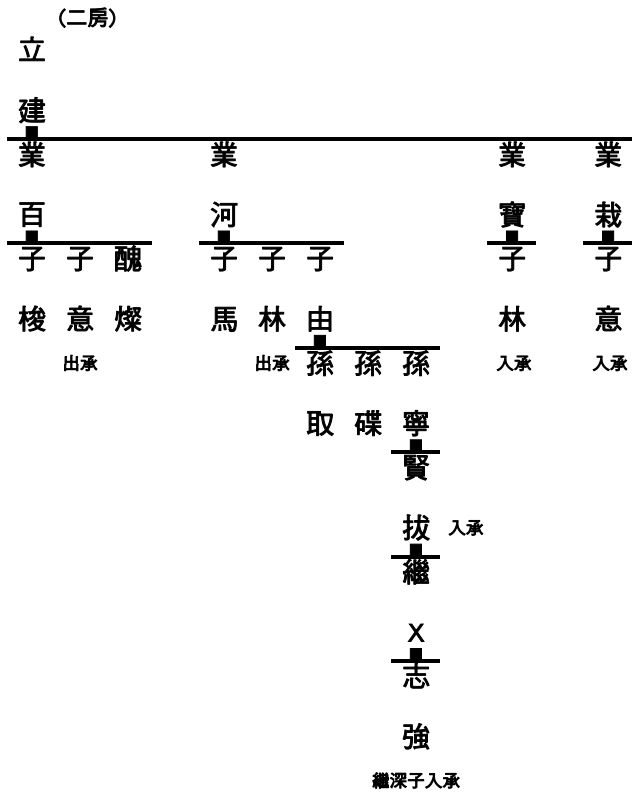 （二房）
立建
業百
業河
業寶
業栽
子梭
子意
醜燦
子馬
子林
子由
子林
子意
出承
出承
入承
入承
孫取
孫碟
孫寧
賢拔
入承
繼X
志強
繼深子入承